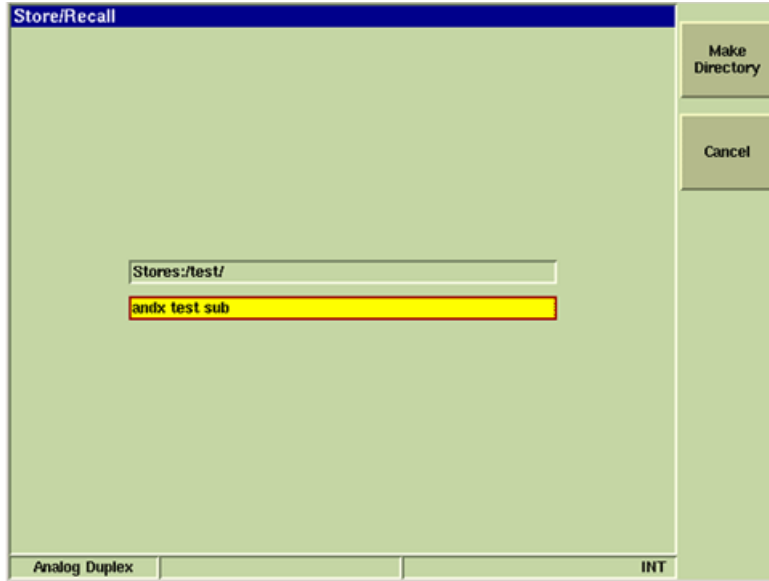 Store/Recall
Make
Directory
Cancel
Stores:/test/
andx test sub
Analog Duplex
INT